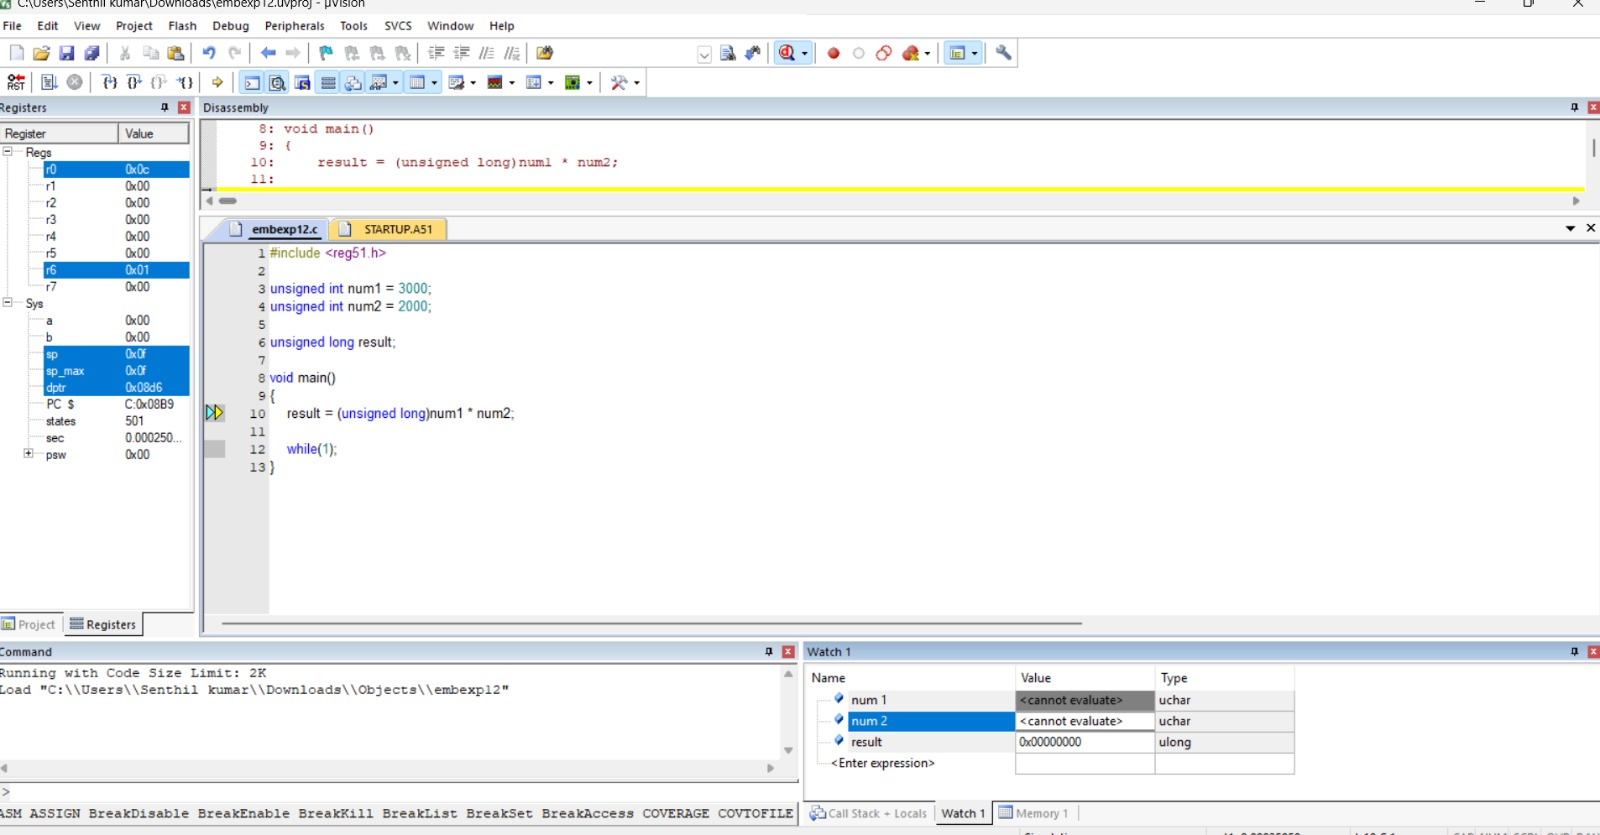 C:\Users\Senthil kumar\Downloads\embexp12.uvproj - µVision
File Edit View Project Flash Debug Peripherals Tools SVCS Window Help
RST
Registers
Disassembly
Register Value
Regs
r0 0x0c
r1 0x00
r2 0x00
r3 0x00
r4 0x00
r5 0x00
r6 0x01
r7 0x00
Sys
a 0x00
b 0x00
sp 0x0f
sp_max 0x0f
dptr 0x08d6
PC $ C:0x08B9
states 501
sec 0.000250...
psw 0x00
Project Registers
8: void main()
9: {
10: result = (unsigned long)num1 * num2;
11:
embexp12.c STARTUP.A51
1 #include <reg51.h>
2
3 unsigned int num1 = 3000;
4 unsigned int num2 = 2000;
5
6 unsigned long result;
7
8 void main()
9 {
10 result = (unsigned long)num1 * num2;
11
12 while(1);
13 }
Command
Running with Code Size Limit: 2K
Load "C:\\Users\\Senthil kumar\\Downloads\\Objects\\embexp12"
>
ASM ASSIGN BreakDisable BreakEnable BreakKill BreakList BreakSet BreakAccess COVERAGE COVTOFILE
Watch 1
Name Value Type
num 1 <cannot evaluate> uchar
num 2 <cannot evaluate> uchar
result 0x00000000 ulong
<Enter expression>
Call Stack + Locals Watch 1 Memory 1